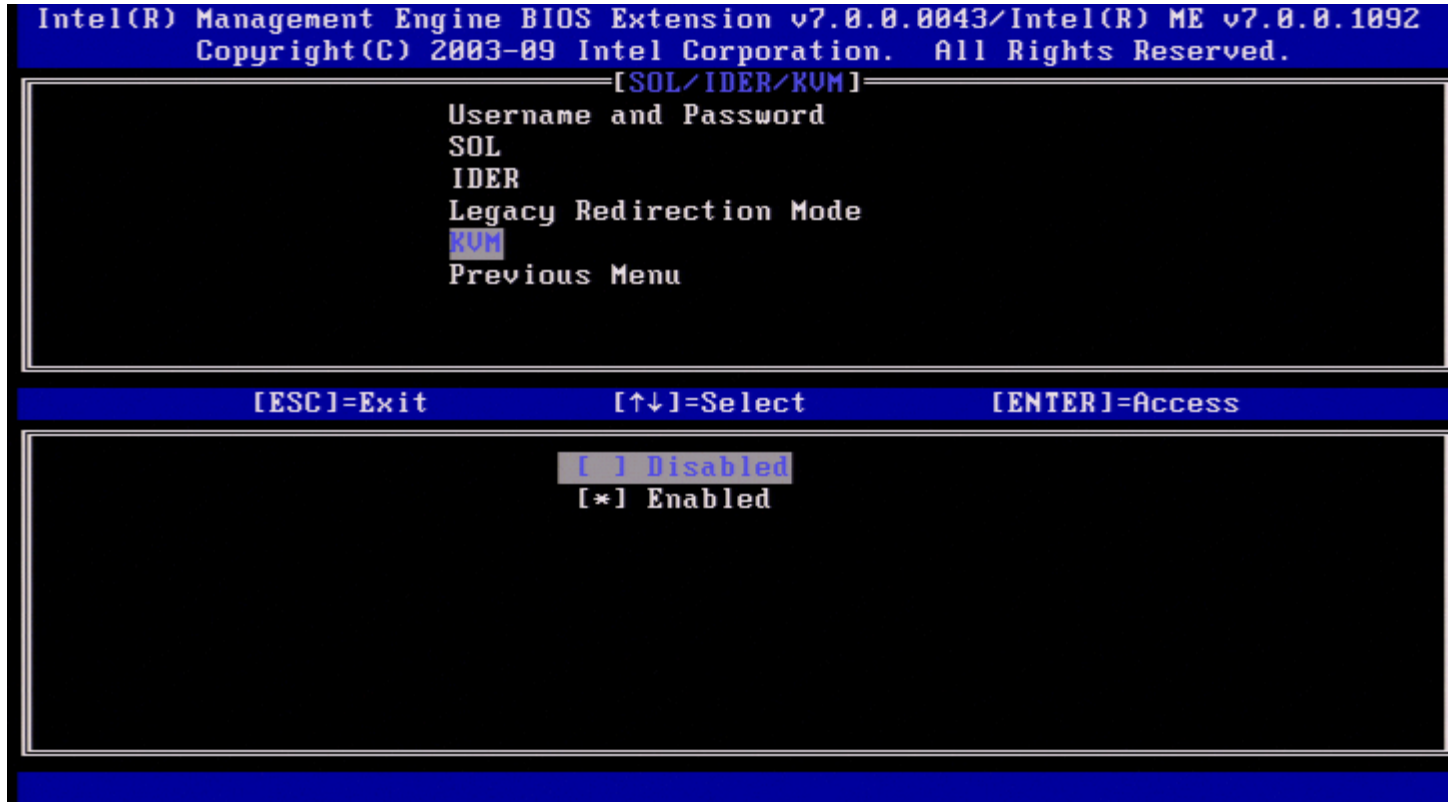 Intel(R) Management Engine BIOS Extension v7.0.0.0043/Intel(R) ME v7.0.0.1092
Copyright(C) 2003-09 Intel Corporation. All Rights Reserved.
[SOL/IDER/KVM]
Username and Password
SOL
IDER
Legacy Redirection Mode
KVM
Previous Menu
[ESC]=Exit [↑↓]=Select [ENTER]=Access
[ ] Disabled
[*] Enabled